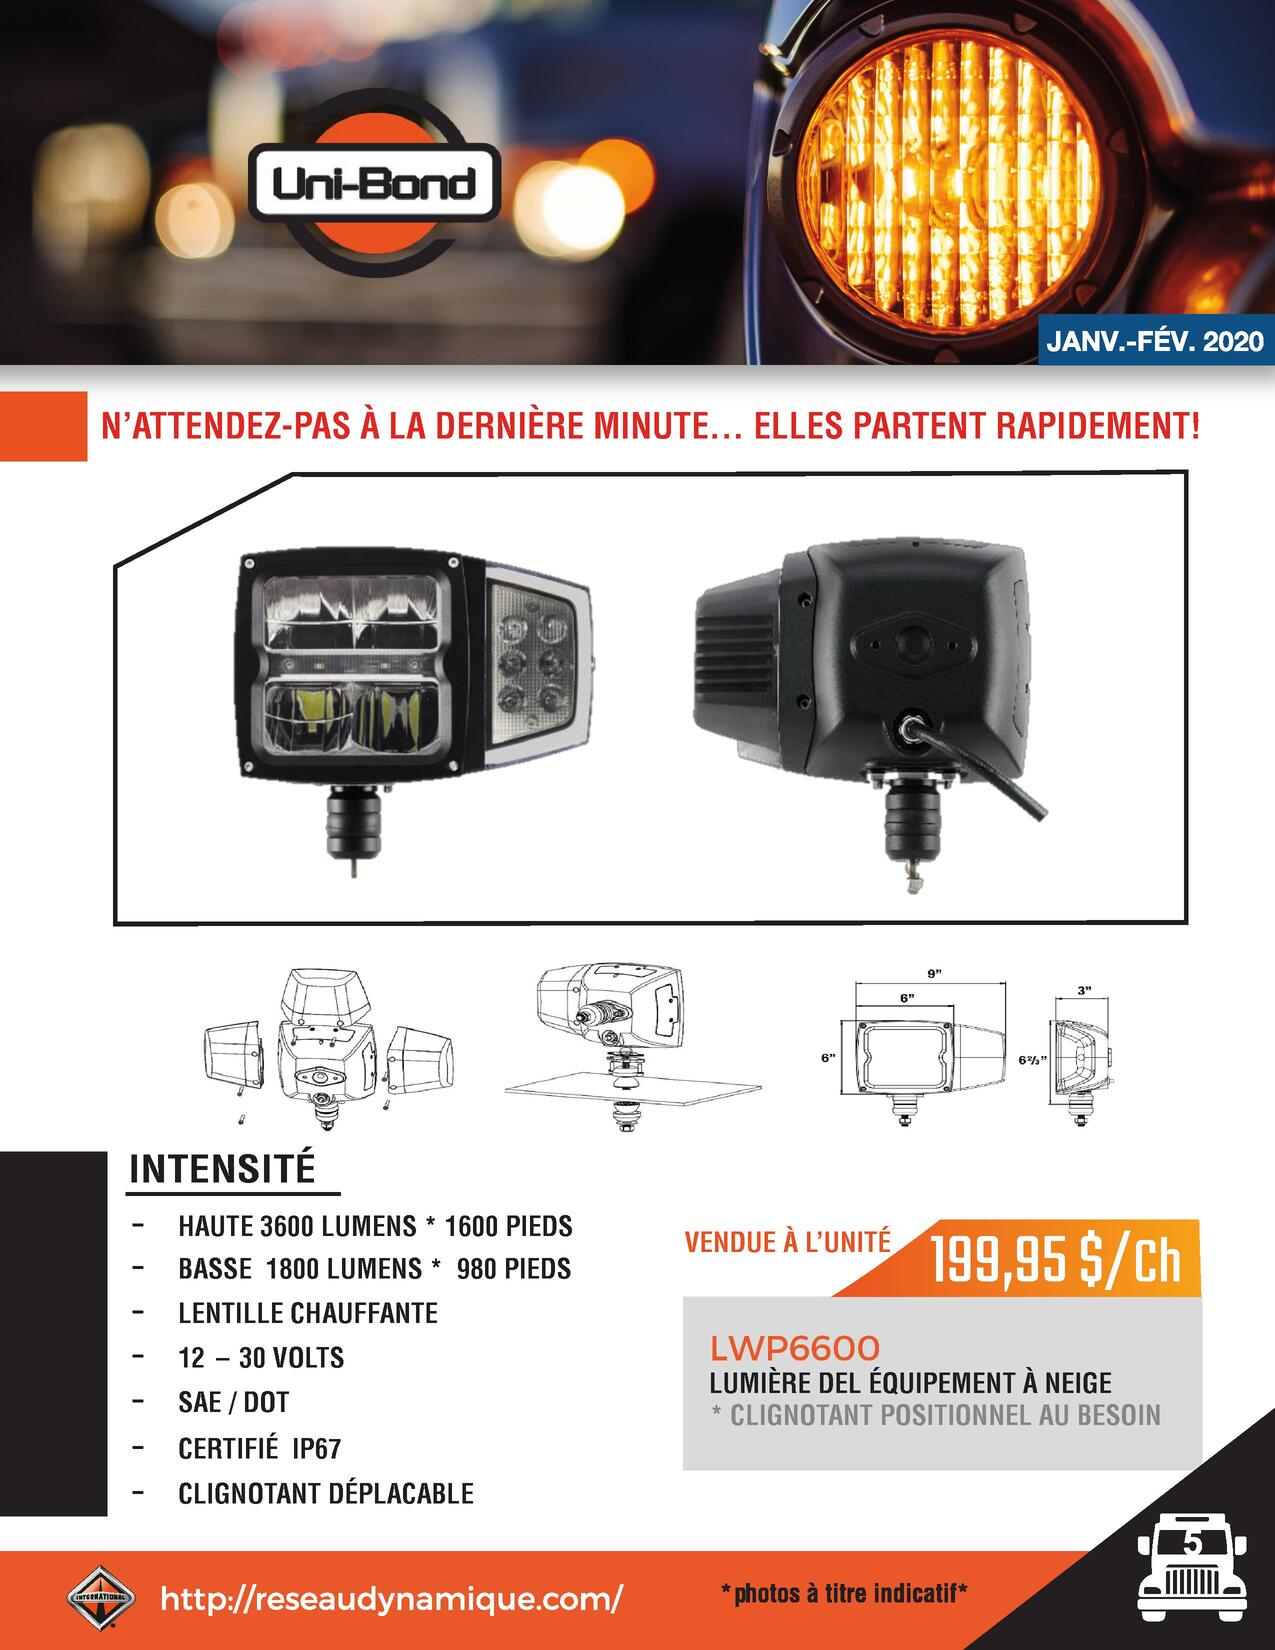 Uni-Bond
JANV.-FÉV. 2020
N’ATTENDEZ-PAS À LA DERNIÈRE MINUTE... ELLES PARTENT RAPIDEMENT!
9”
6”
3”
6”
6²/₃”
INTENSITÉ
- HAUTE 3600 LUMENS * 1600 PIEDS
- BASSE 1800 LUMENS * 980 PIEDS
- LENTILLE CHAUFFANTE
- 12 – 30 VOLTS
- SAE / DOT
- CERTIFIÉ IP67
- CLIGNOTANT DÉPLACABLE
VENDUE À L’UNITÉ
199,95 $/Ch
LWP6600
LUMIÈRE DEL ÉQUIPEMENT À NEIGE
* CLIGNOTANT POSITIONNEL AU BESOIN
INTERNATIONAL
http://reseaudynamique.com/
*photos à titre indicatif*
5